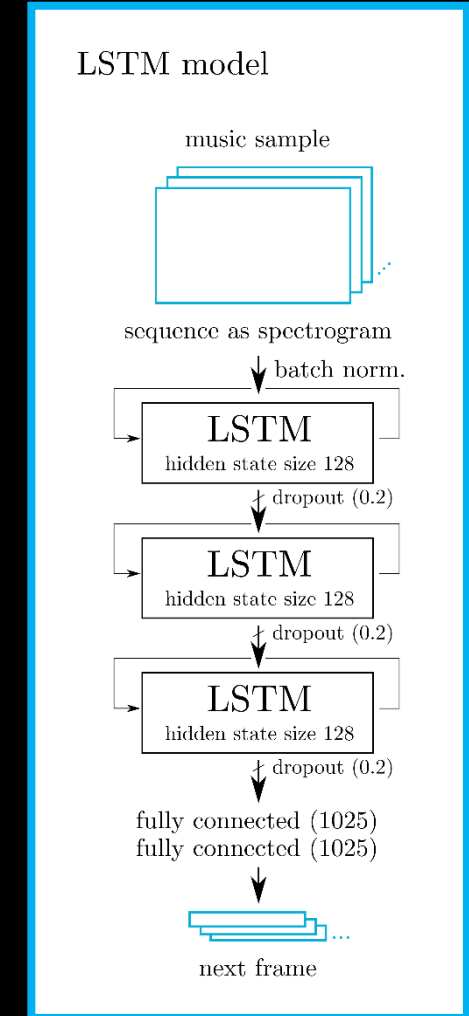 LSTM model
music sample
sequence as spectrogram
batch norm.
LSTM
hidden state size 128
dropout (0.2)
LSTM
hidden state size 128
dropout (0.2)
LSTM
hidden state size 128
dropout (0.2)
fully connected (1025)
fully connected (1025)
next frame